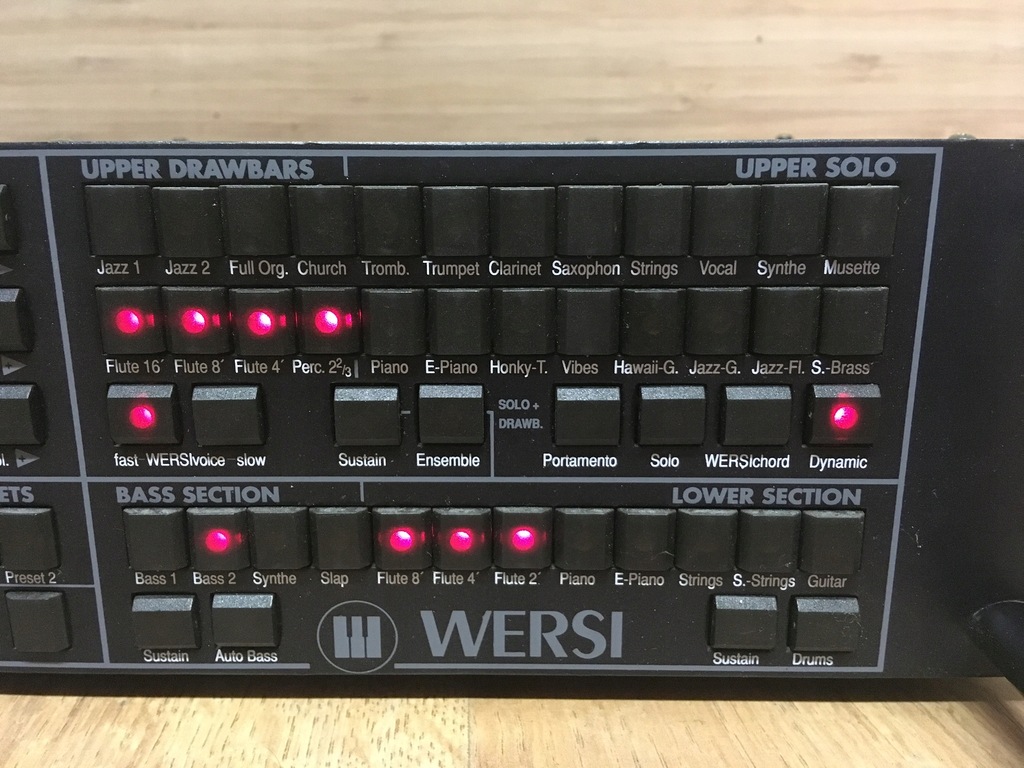 UPPER DRAWBARS UPPER SOLO
Jazz 1 Jazz 2 Full Org. Church Tromb. Trumpet Clarinet Saxophon Strings Vocal Synthe Musette
Flute 16´ Flute 8´ Flute 4´ Perc. 2 2/3´ Piano E-Piano Honky-T. Vibes Hawaii-G. Jazz-G. Jazz-Fl. S.-Brass
SOLO +
DRAWB.
fast WERSIvoice slow Sustain Ensemble Portamento Solo WERSIchord Dynamic
ETS BASS SECTION LOWER SECTION
Preset 2 Bass 1 Bass 2 Synthe Slap Flute 8´ Flute 4´ Flute 2´ Piano E-Piano Strings S.-Strings Guitar
WERSI
Sustain Auto Bass Sustain Drums